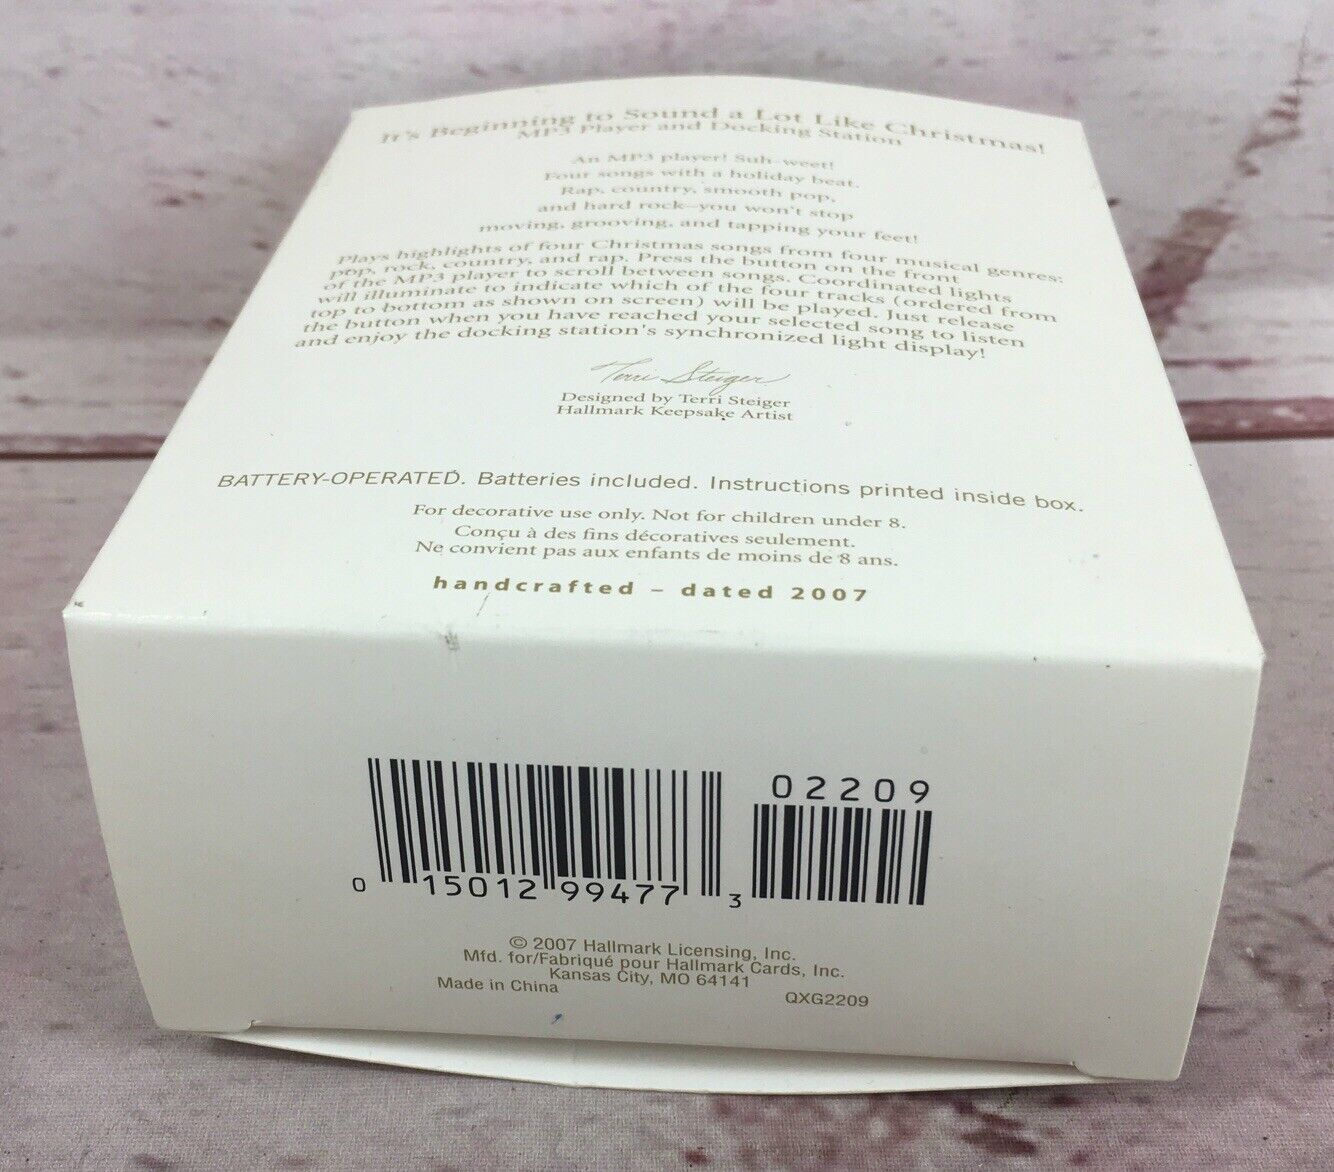 It's Beginning to Sound a Lot Like Christmas!
MP3 Player and Docking Station
An MP3 player! Suh-weet!
Four songs with a holiday beat.
Rap, country, smooth pop,
and hard rock–you won't stop
moving, grooving, and tapping your feet!
Plays highlights of four Christmas songs from four musical genres:
pop, rock, country, and rap. Press the button on the front
of the MP3 player to scroll between songs. Coordinated lights
will illuminate to indicate which of the four tracks (ordered from
top to bottom as shown on screen) will be played. Just release
the button when you have reached your selected song to listen
and enjoy the docking station's synchronized light display!
Terri Steiger
Designed by Terri Steiger
Hallmark Keepsake Artist
BATTERY-OPERATED. Batteries included. Instructions printed inside box.
For decorative use only. Not for children under 8.
Conçu à des fins décoratives seulement.
Ne convient pas aux enfants de moins de 8 ans.
handcrafted – dated 2007
02209
0 15012 99477 3
© 2007 Hallmark Licensing, Inc.
Mfd. for/Fabriqué pour Hallmark Cards, Inc.
Kansas City, MO 64141
Made in China
QXG2209